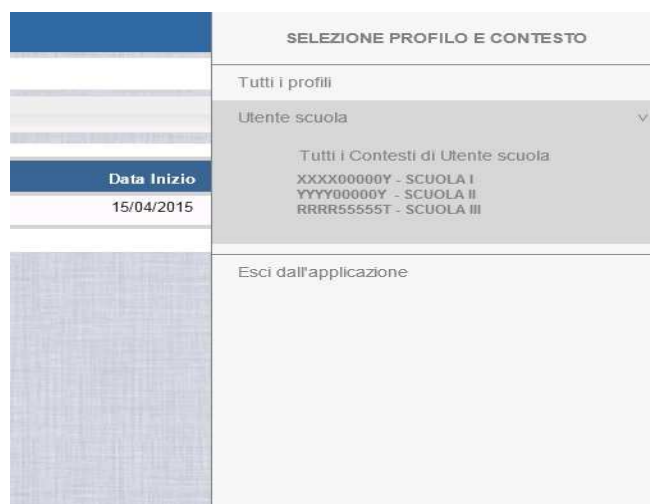 SELEZIONE PROFILO E CONTESTO
Tutti i profili
Utente scuola v
Tutti i Contesti di Utente scuola
XXXX00000Y - SCUOLA I
YYYY00000Y - SCUOLA II
RRRR55555T - SCUOLA III
Esci dall'applicazione
Data Inizio
15/04/2015